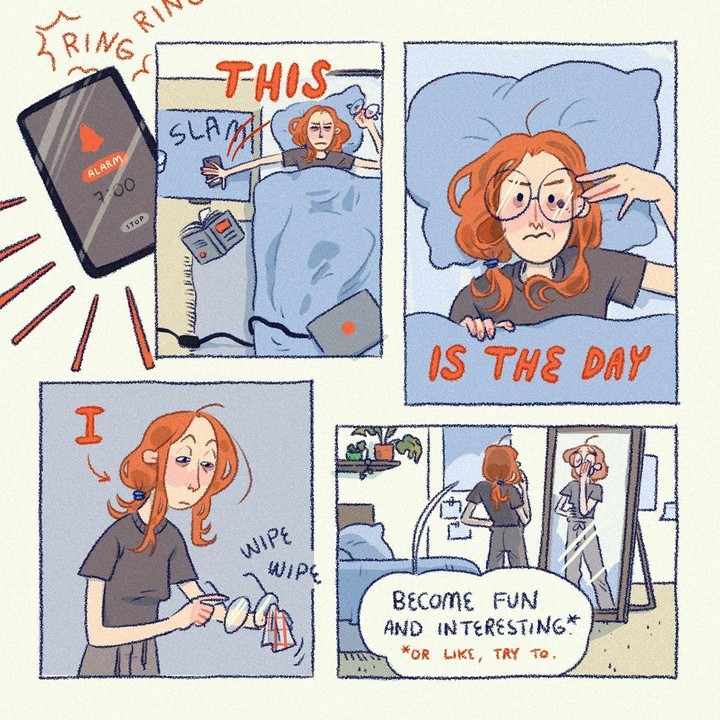 RING
RING
ALARM
7:00
STOP
THIS
SLAM
IS THE DAY
I
WIPE
WIPE
BECOME FUN
AND INTERESTING*
*OR LIKE, TRY TO.